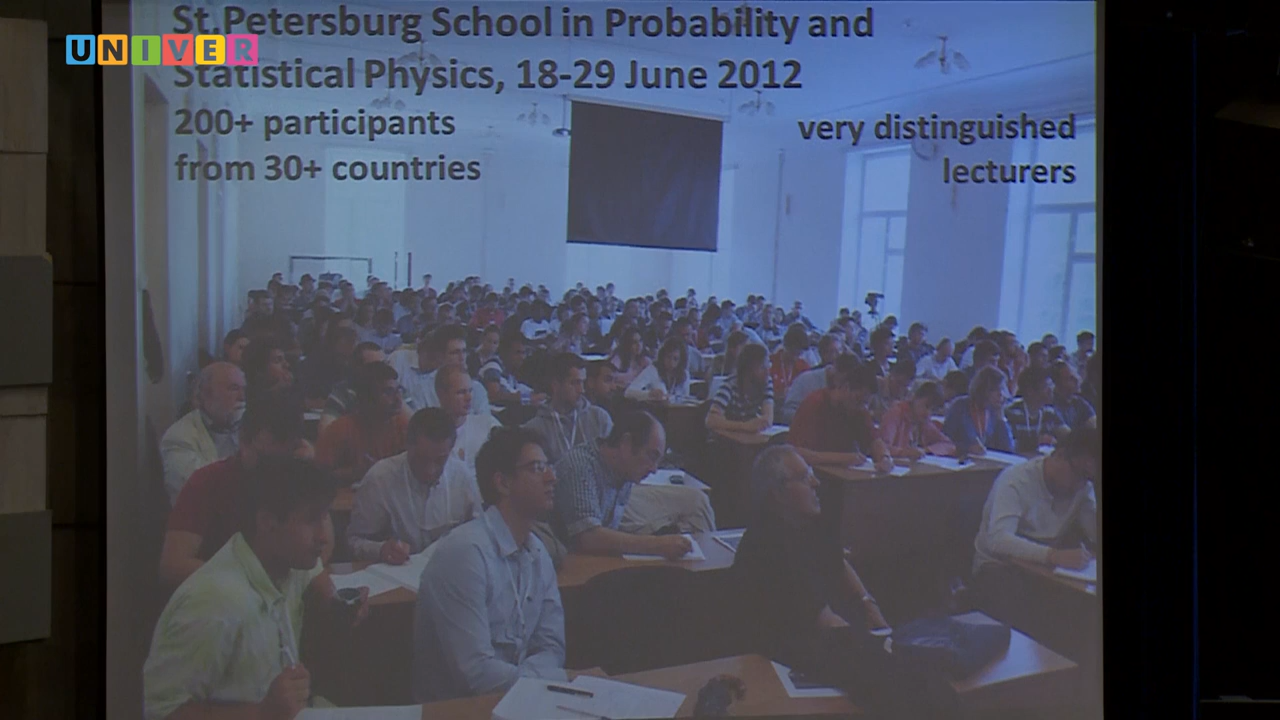 St.Petersburg School in Probability and
UNIVER
Statistical Physics, 18-29 June 2012
200+ participants
from 30+ countries
very distinguished
lecturers